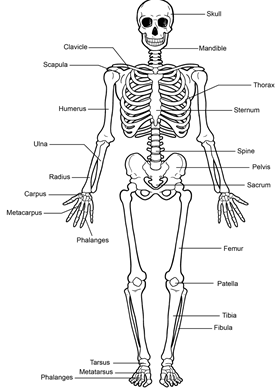 Skull
Clavicle
Mandible
Scapula
Thorax
Humerus
Sternum
Ulna
Spine
Pelvis
Radius
Sacrum
Carpus
Metacarpus
Phalanges
Femur
Patella
Tibia
Fibula
Tarsus
Metatarsus
Phalanges